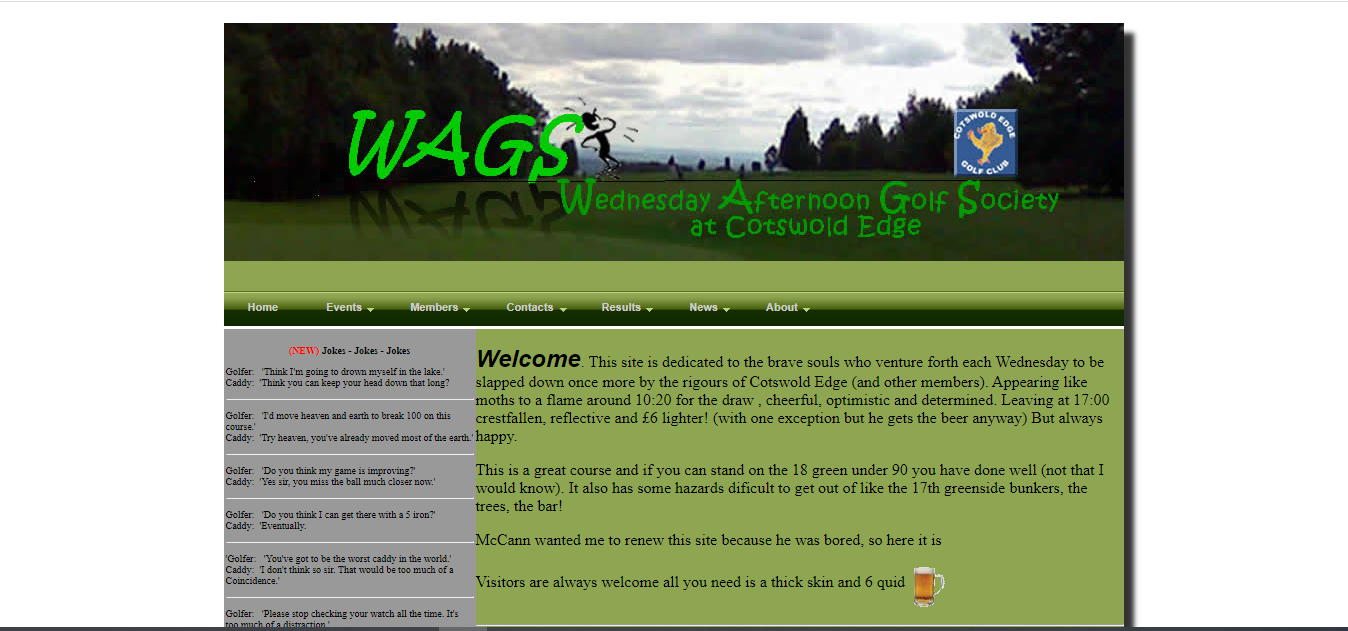 WAGS
COTSWOLD EDGE
GOLF CLUB
Wednesday Afternoon Golf Society
at Cotswold Edge
Home Events Members Contacts Results News About
(NEW) Jokes - Jokes - Jokes
Golfer: 'Think I'm going to drown myself in the lake.'
Caddy: 'Think you can keep your head down that long?
Golfer: 'I'd move heaven and earth to break 100 on this
course.'
Caddy: 'Try heaven, you've already moved most of the earth.'
Golfer: 'Do you think my game is improving?'
Caddy: 'Yes sir, you miss the ball much closer now.'
Golfer: 'Do you think I can get there with a 5 iron?'
Caddy: 'Eventually.
'Golfer: 'You've got to be the worst caddy in the world.'
Caddy: 'I don't think so sir. That would be too much of a
Coincidence.'
Golfer: 'Please stop checking your watch all the time. It's
too much of a distraction.'
Welcome. This site is dedicated to the brave souls who venture forth each Wednesday to be
slapped down once more by the rigours of Cotswold Edge (and other members). Appearing like
moths to a flame around 10:20 for the draw , cheerful, optimistic and determined. Leaving at 17:00
crestfallen, reflective and £6 lighter! (with one exception but he gets the beer anyway) But always
happy.
This is a great course and if you can stand on the 18 green under 90 you have done well (not that I
would know). It also has some hazards dificult to get out of like the 17th greenside bunkers, the
trees, the bar!
McCann wanted me to renew this site because he was bored, so here it is
Visitors are always welcome all you need is a thick skin and 6 quid